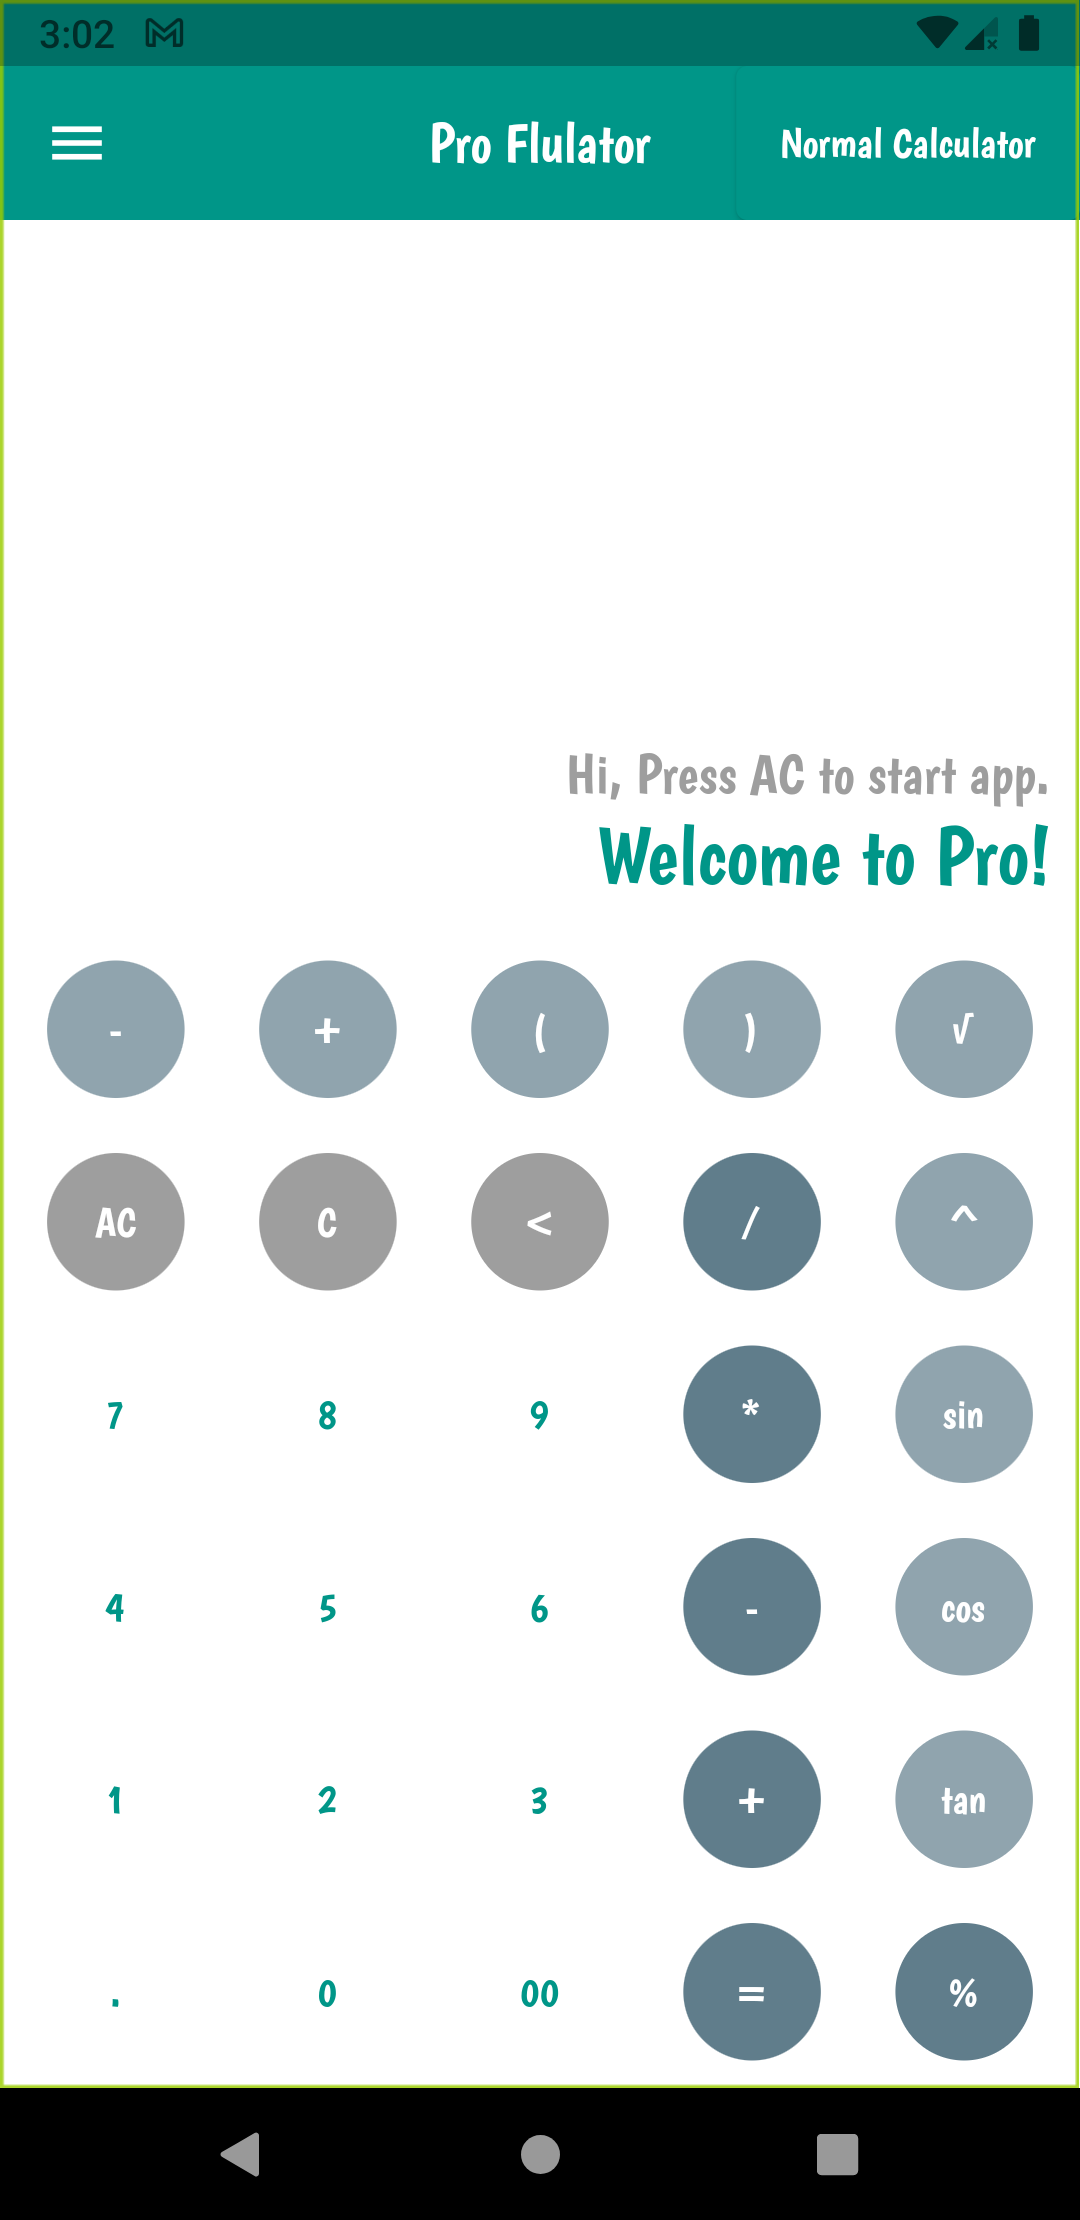 3:02
Pro Flulator Normal Calculator
Hi, Press AC to start app.
Welcome to Pro!
- + ( ) √
AC C < / ^
7 8 9 * sin
4 5 6 - cos
1 2 3 + tan
. 0 00 = %